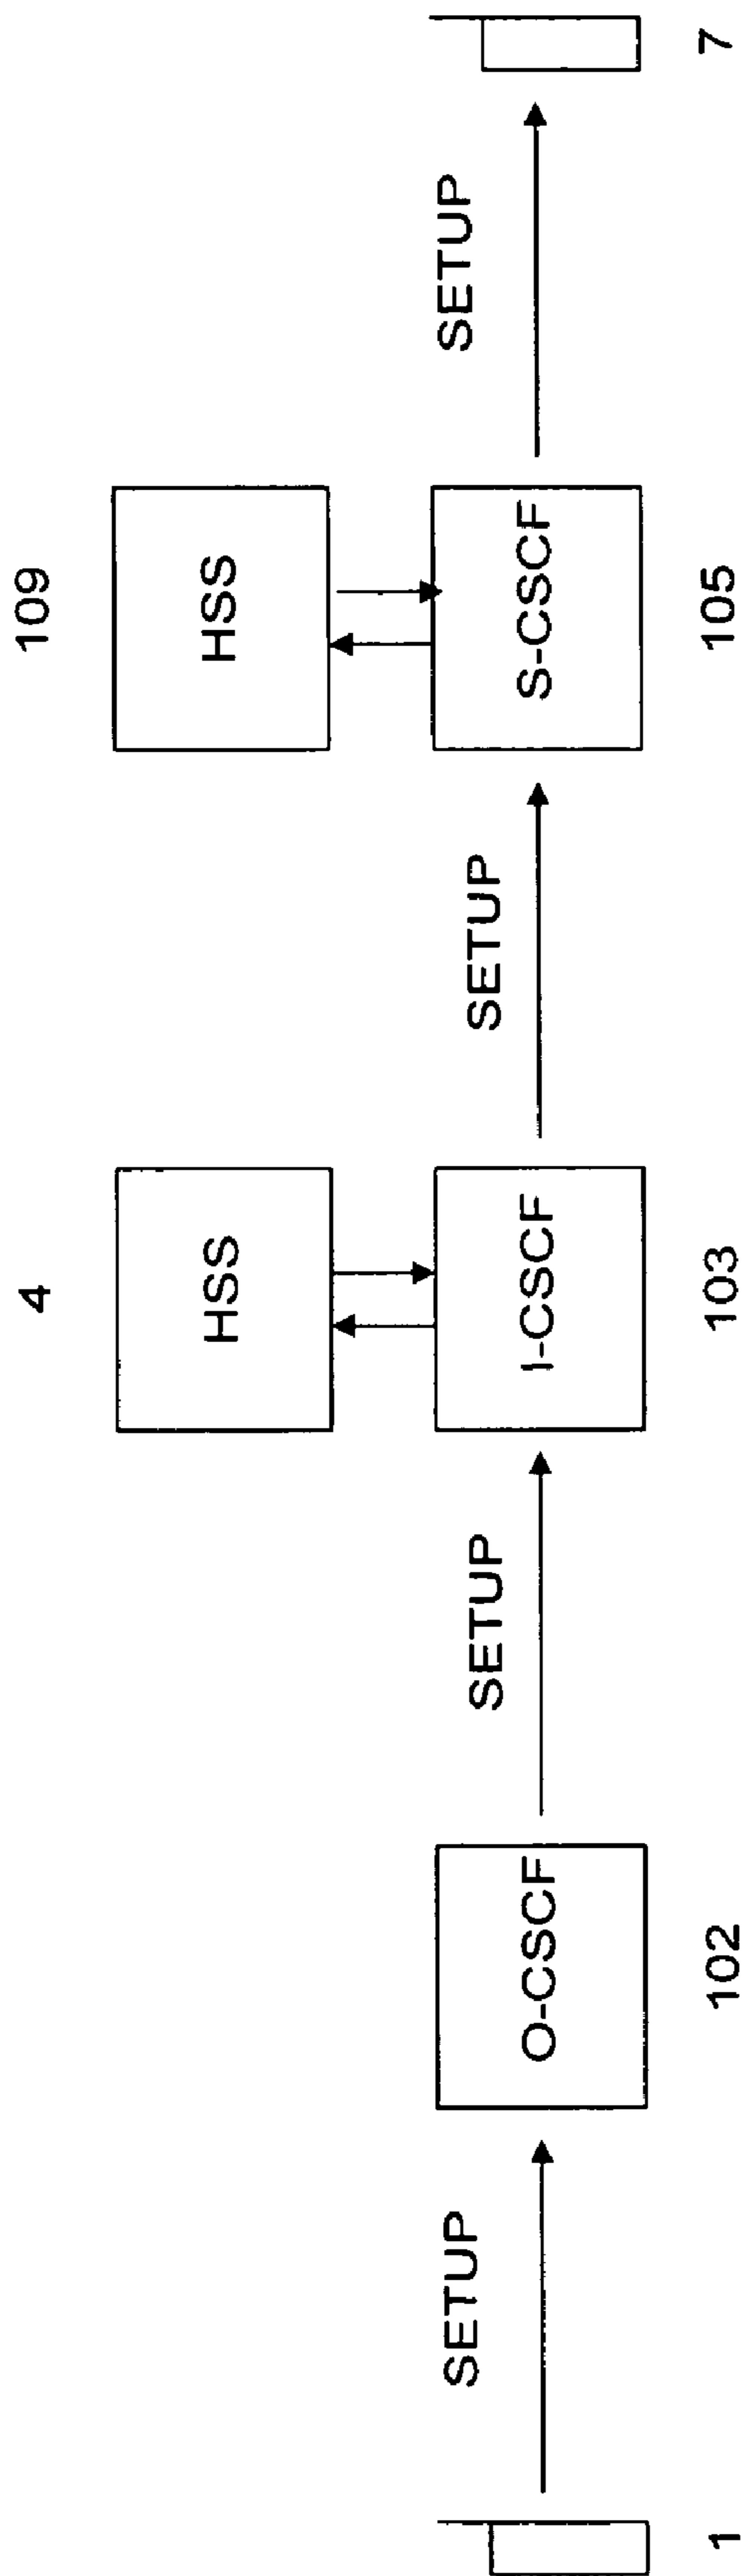 4
109
HSS
HSS
SETUP
SETUP
SETUP
SETUP
O-CSCF
I-CSCF
S-CSCF
1
102
103
105
7